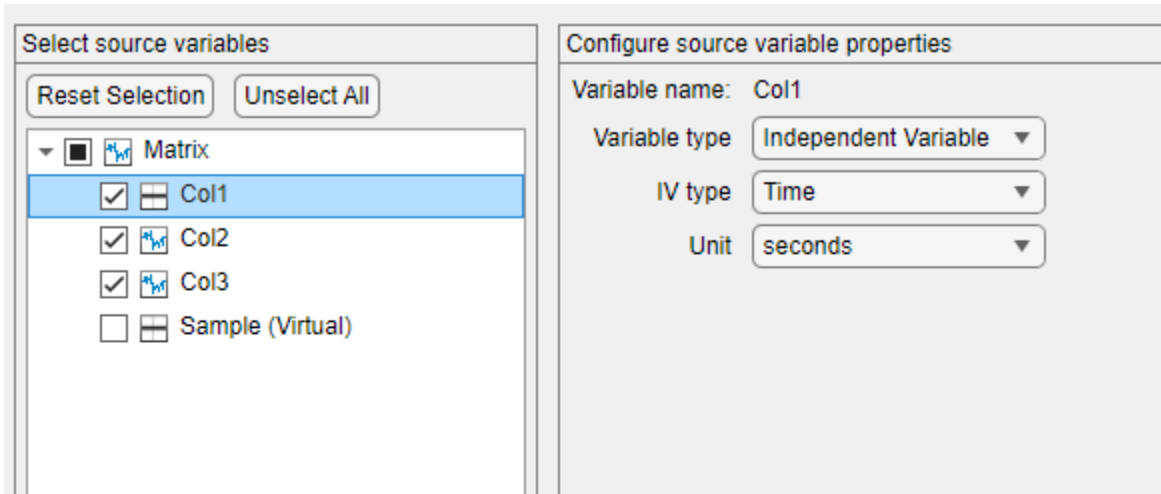 Select source variables
Reset Selection
Unselect All
Matrix
Col1
Col2
Col3
Sample (Virtual)
Configure source variable properties
Variable name: Col1
Variable type Independent Variable
IV type Time
Unit seconds